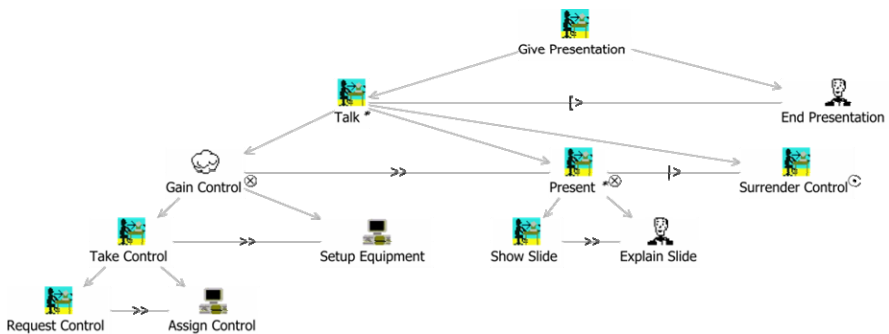 Give Presentation
[>
Talk *
End Presentation
>>
|>
Gain Control
Present *
Surrender Control
>>
>>
Take Control
Setup Equipment
Show Slide
Explain Slide
>>
Request Control
Assign Control